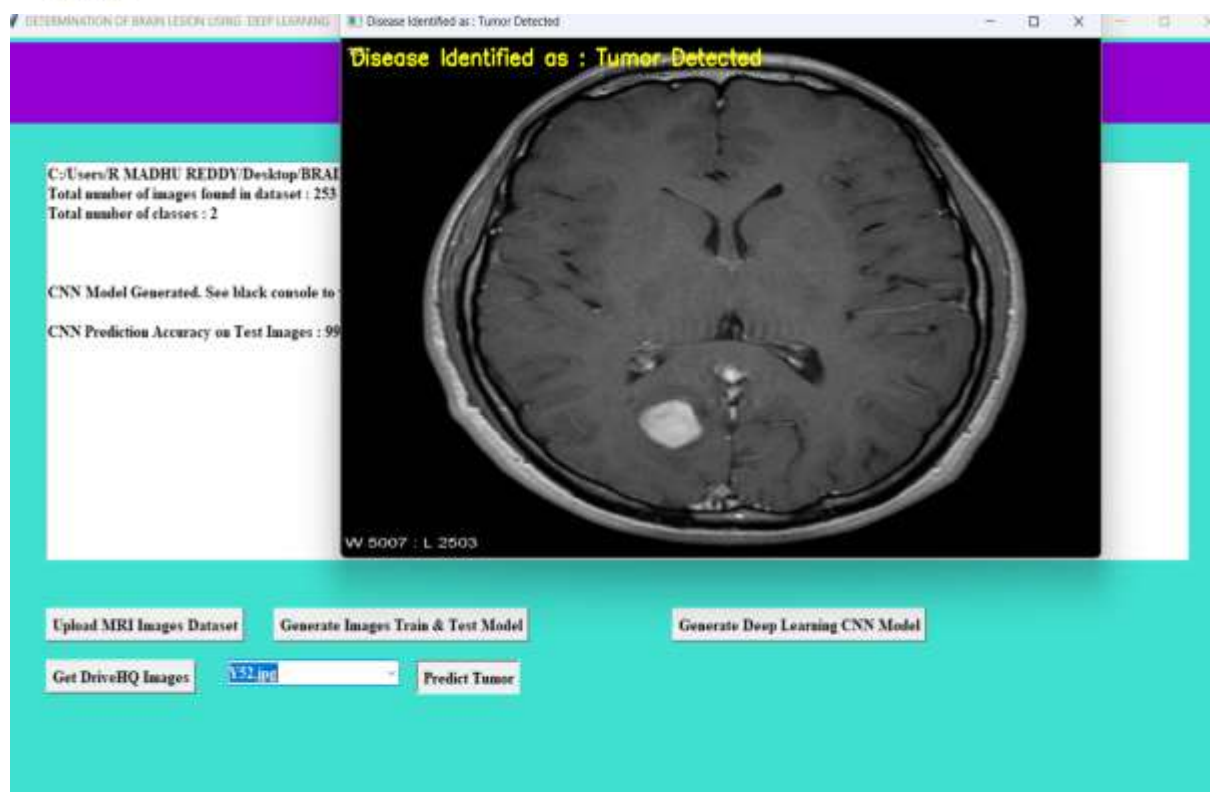 DETERMINATION OF BRAIN LESION USING DEEP LEARNING
Disease Identified as : Tumor Detected
Disease Identified as : Tumor Detected
C:/Users/R MADHU REDDY/Desktop/BRAI
Total number of images found in dataset : 253
Total number of classes : 2
CNN Model Generated. See black console to
CNN Prediction Accuracy on Test Images : 99
W 5007 : L 2503
Upload MRI Images Dataset
Generate Images Train & Test Model
Generate Deep Learning CNN Model
Get DriveHQ Images
Y52.jpg
Predict Tumor